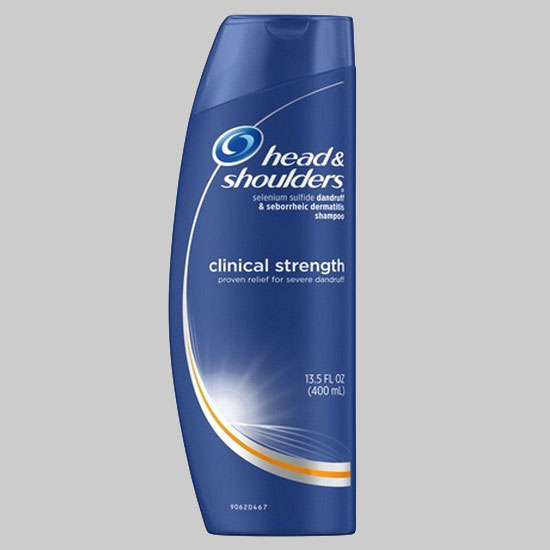 head &
shoulders®
selenium sulfide dandruff
& seborrheic dermatitis
shampoo
clinical strength
proven relief for severe dandruff
13.5 FL OZ
(400 mL)
90620467